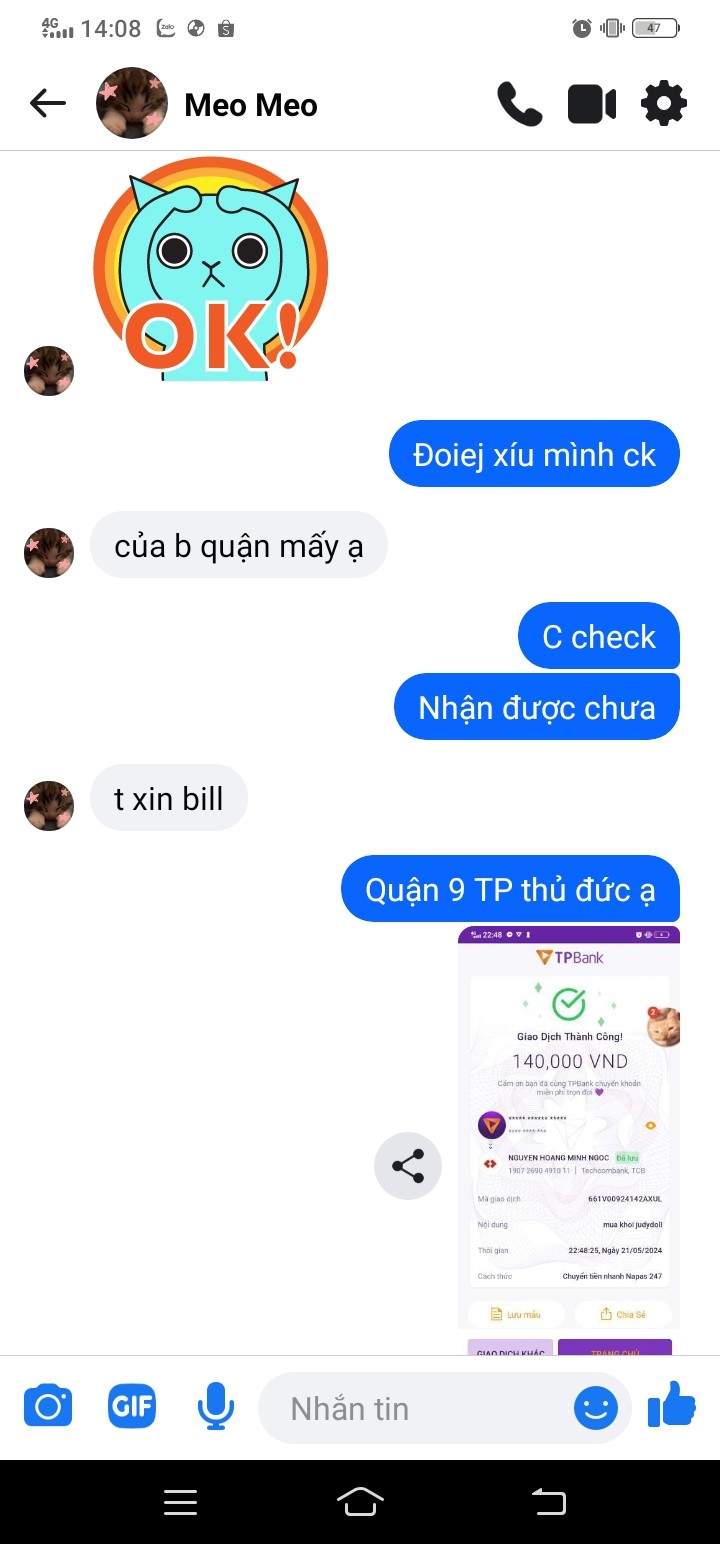 4G 14:08 Zalo 47
Meo Meo
OK!
Đoiej xíu mình ck
của b quận mấy ạ
C check
Nhận được chưa
t xin bill
Quận 9 TP thủ đức ạ
22:48
TPBank
2
Giao Dịch Thành Công!
140,000 VND
Cảm ơn bạn đã cùng TPBank chuyển khoản
miễn phí trọn đời 💜
***** ****** *****
**** **** ***
NGUYEN HOANG MINH NGOC Đã lưu
1907 2690 4910 11 | Techcombank, TCB
Mã giao dịch 661V00924142AXUL
Nội dung mua khoi judydoll
Thời gian 22:48:25, Ngày 21/05/2024
Cách thức Chuyển tiền nhanh Napas 247
Lưu mẫu Chia Sẻ
GIAO DỊCH KHÁC TRANG CHỦ
GIF Nhắn tin